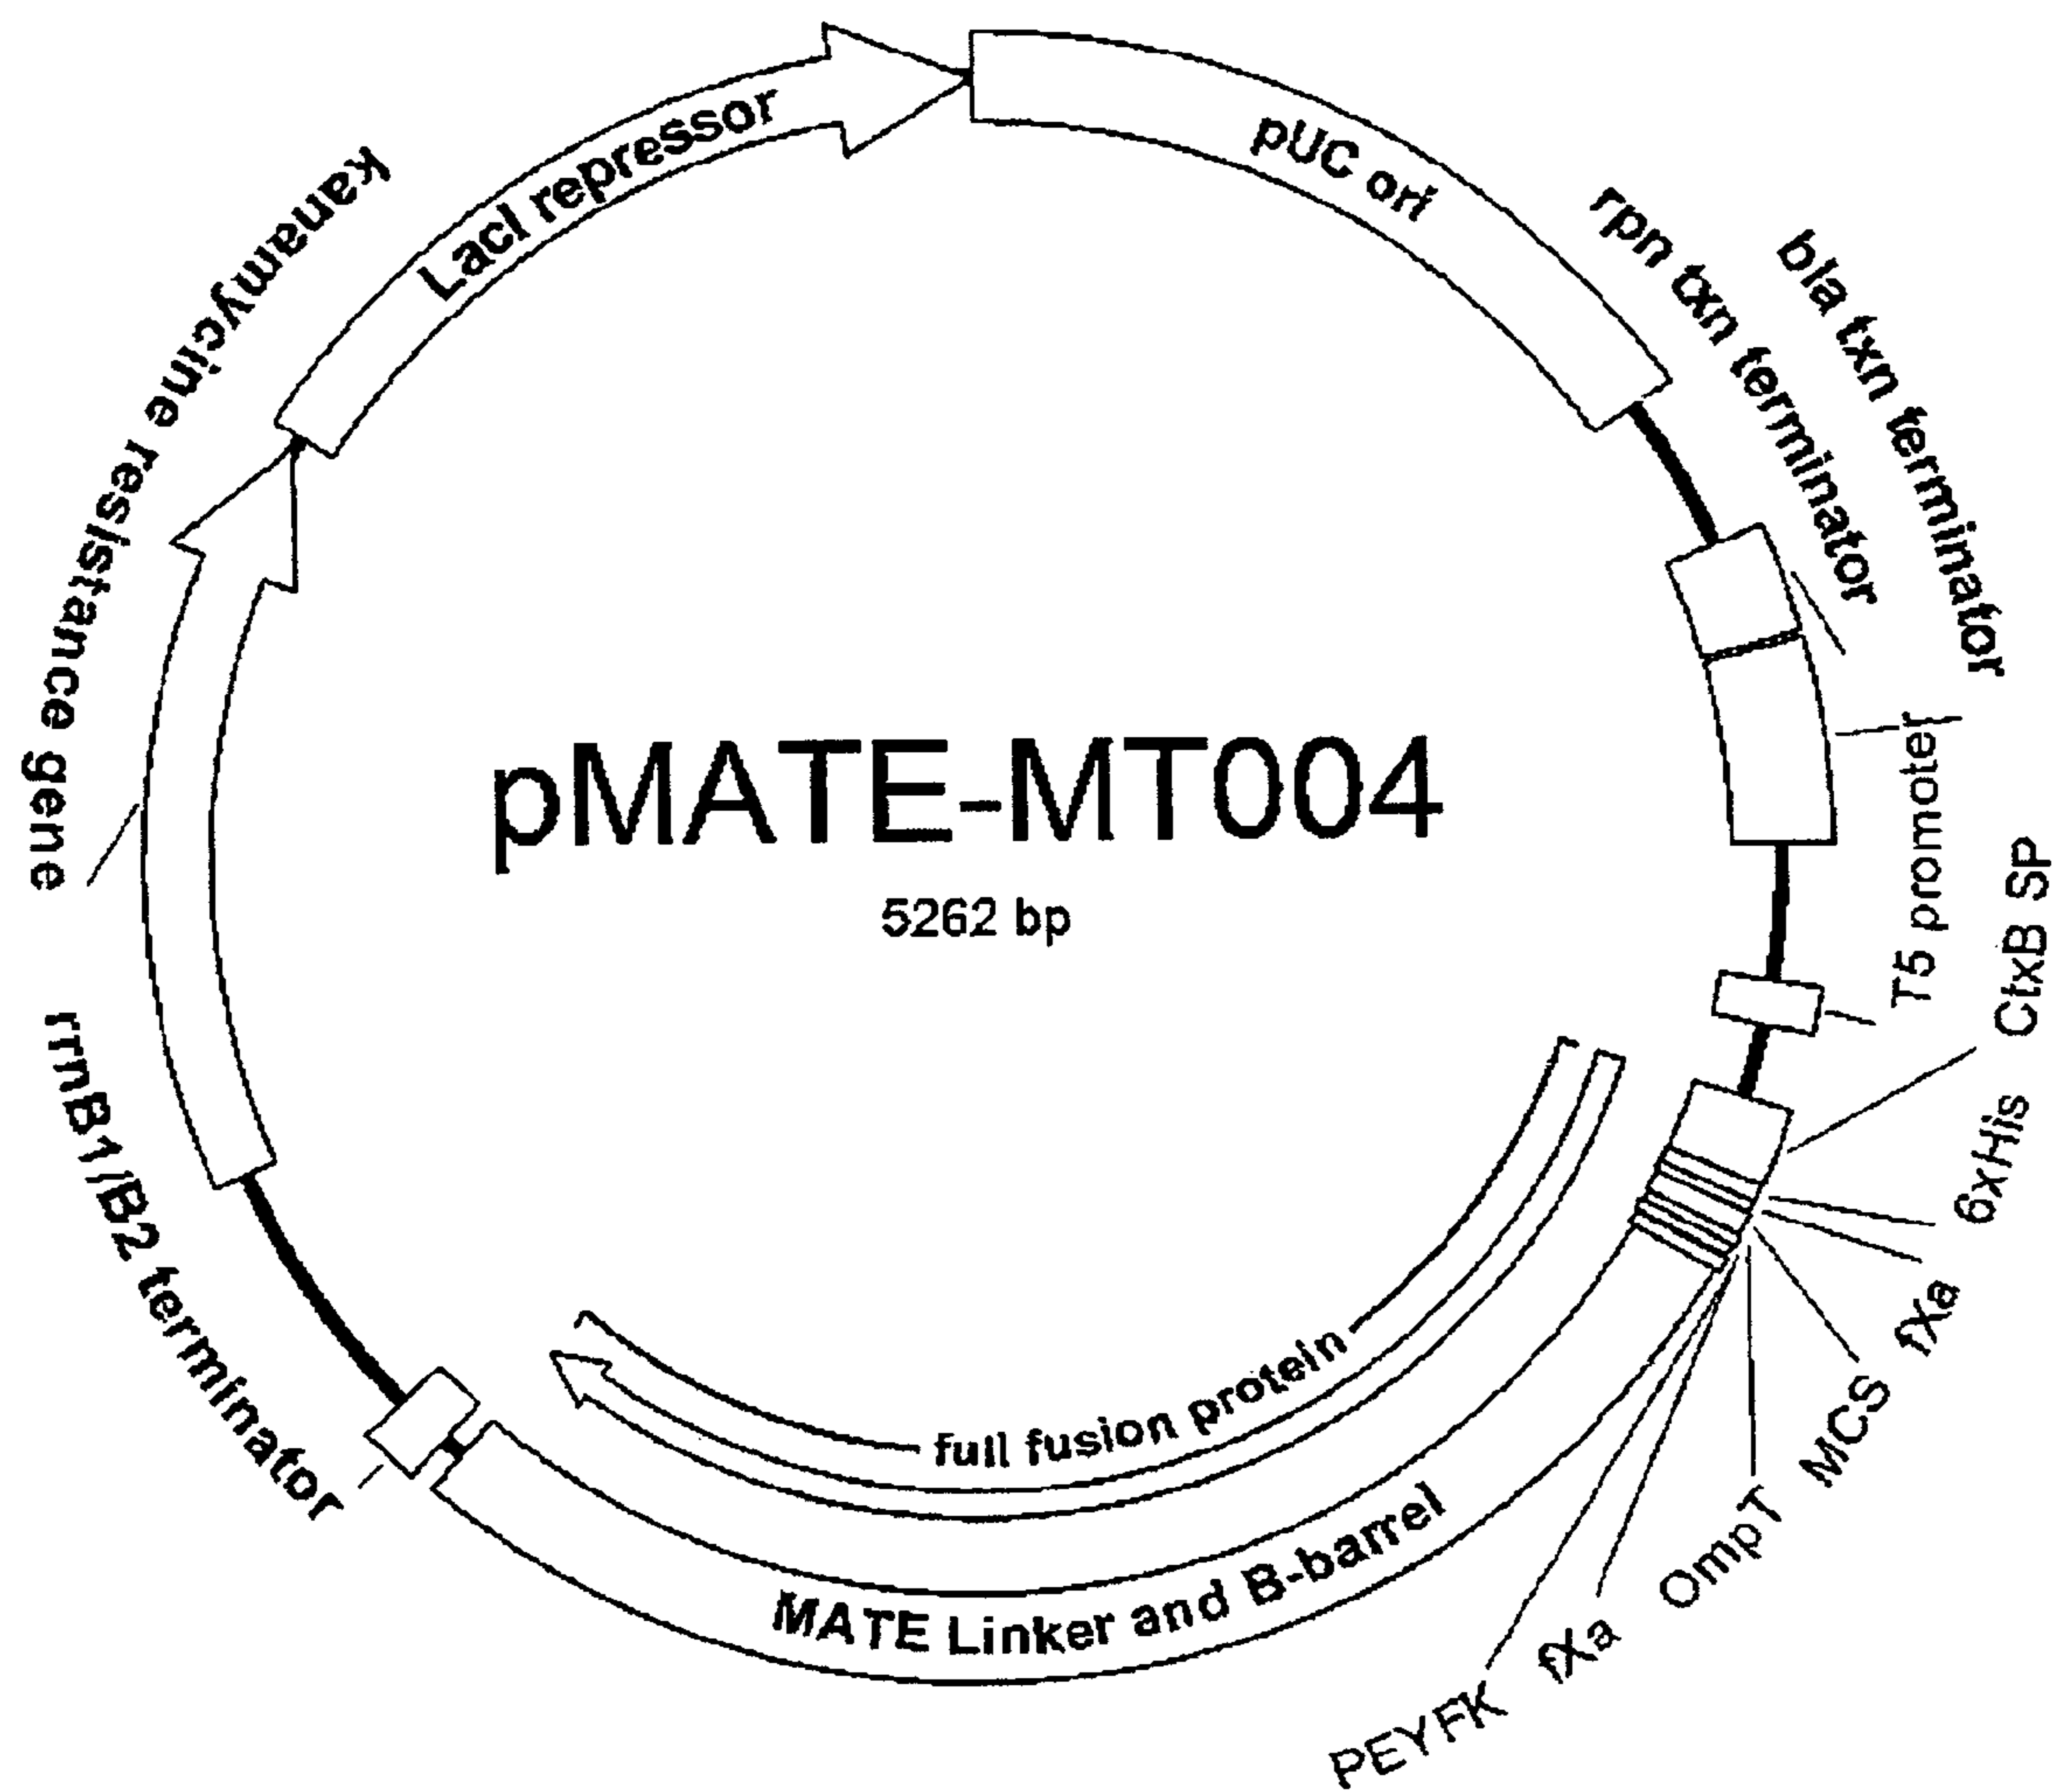 pMATE-MT004
5262 bp
pUC ori
rpn txn terminator
bla txn terminator
T5 promoter
CtxB SP
6xHis
fXa
MCS
OmpT
fXa
PEYFK
MATE Linker and B-barrel
full fusion protein
rrnB1/B2 terminator
Kanamycine resistance gene
LacI repressor